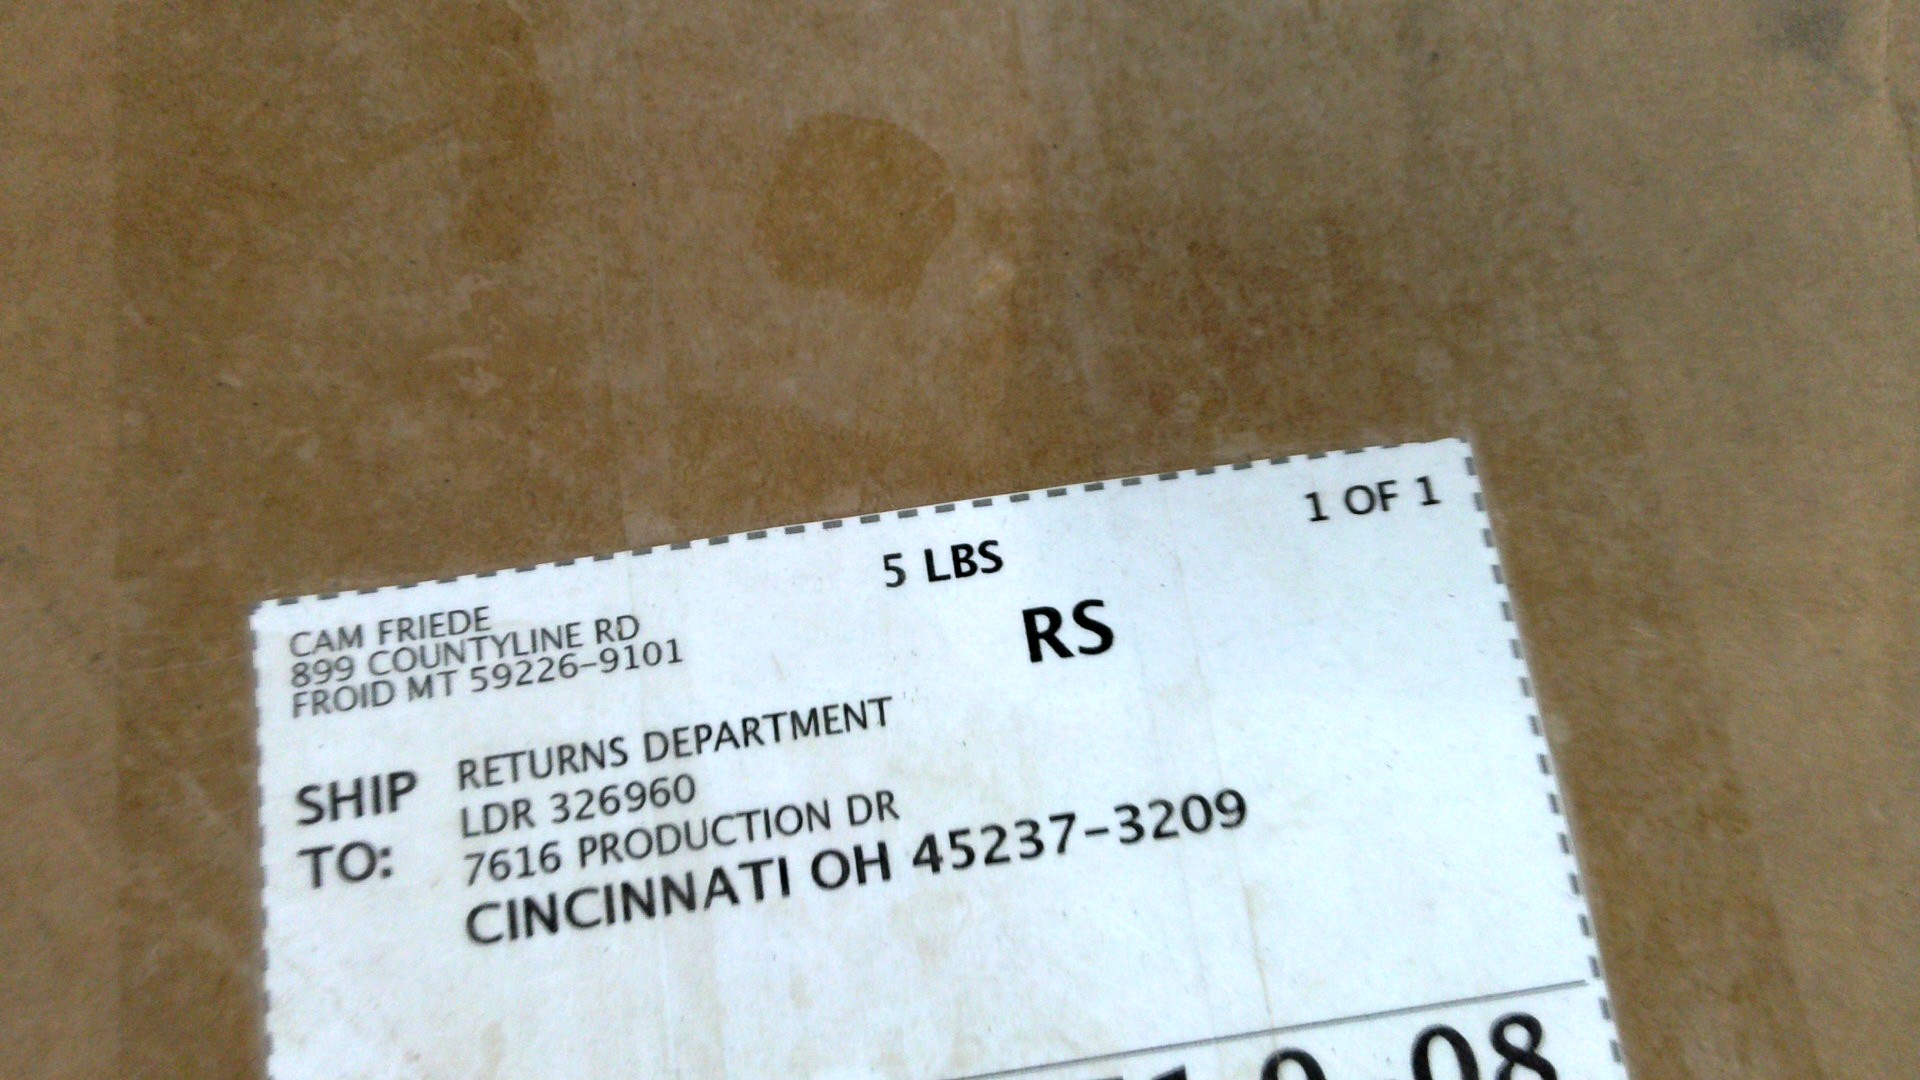 1 OF 1
5 LBS
RS
CAM FRIEDE
899 COUNTYLINE RD
FROID MT 59226-9101
SHIP TO:
RETURNS DEPARTMENT
LDR 326960
7616 PRODUCTION DR
CINCINNATI OH 45237-3209